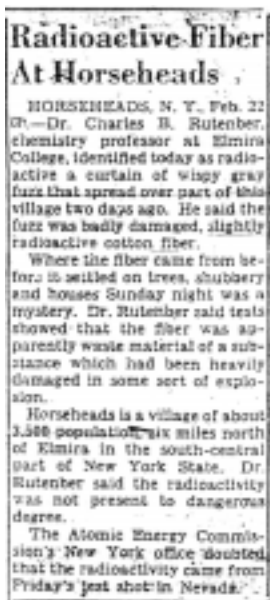 Radioactive Fiber
At Horseheads
HORSEHEADS, N. Y., Feb. 22
—Dr. Charles B. Rutenber,
chemistry professor at Elmira
College, identified today as radio-
active a curtain of wispy gray
fuzz that spread over part of this
village two days ago. He said the
fuzz was badly damaged, slightly
radioactive cotton fiber.
Where the fiber came from be-
fore it settled on trees, shubbery
and houses Sunday night was a
mystery. Dr. Rutenber said tests
showed that the fiber was ap-
parently waste material of a sub-
stance which had been heavily
damaged in some sort of explo-
sion.
Horseheads is a village of about
3,500 population, six miles north
of Elmira in the south-central
part of New York State. Dr.
Rutenber said the radioactivity
was not present to dangerous
degree.
The Atomic Energy Commis-
sion's New York office doubted
that the radioactivity came from
Friday's test shot in Nevada.